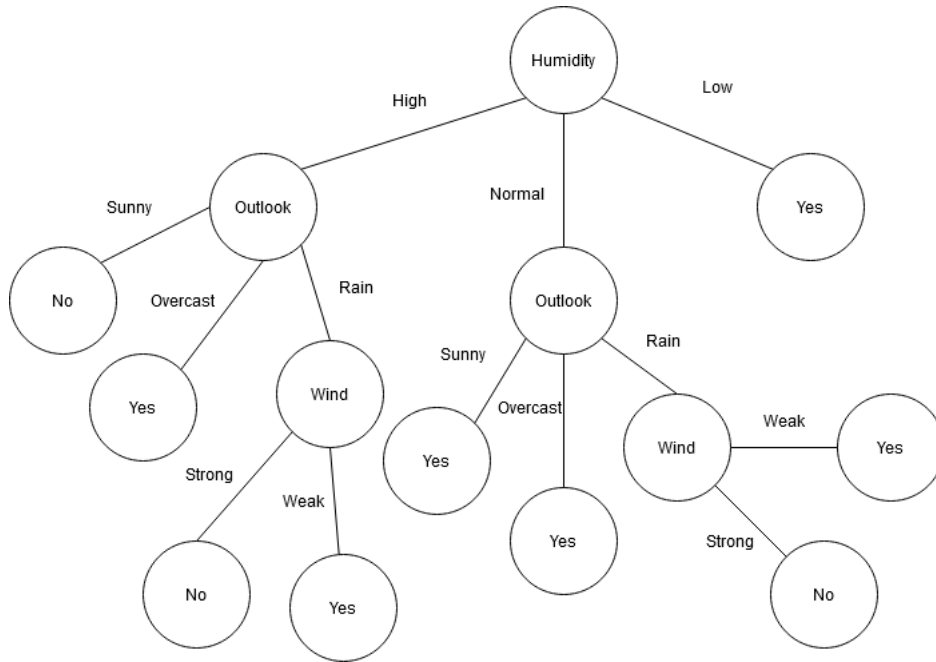 Humidity
High
Low
Normal
Sunny
Outlook
Yes
No
Overcast
Rain
Outlook
Sunny
Rain
Yes
Wind
Overcast
Weak
Yes
Wind
Yes
Strong
Weak
Yes
Strong
No
Yes
No